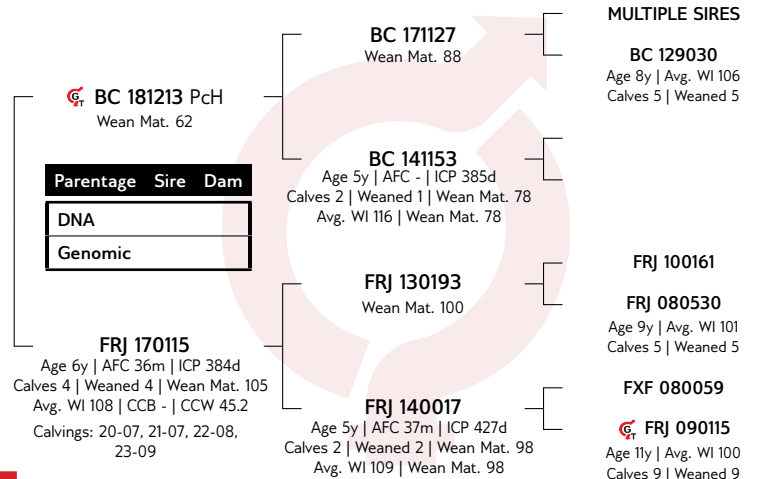 MULTIPLE SIRES
BC 171127
Wean Mat. 88
BC 129030
Age 8y | Avg. WI 106
Calves 5 | Weaned 5
GT BC 181213 PcH
Wean Mat. 62
BC 141153
Age 5y | AFC - | ICP 385d
Calves 2 | Weaned 1 | Wean Mat. 78
Avg. WI 116 | Wean Mat. 78
Parentage Sire Dam
DNA
Genomic
FRJ 130193
Wean Mat. 100
FRJ 100161
FRJ 080530
Age 9y | Avg. WI 101
Calves 5 | Weaned 5
FRJ 170115
Age 6y | AFC 36m | ICP 384d
Calves 4 | Weaned 4 | Wean Mat. 105
Avg. WI 108 | CCB - | CCW 45.2
Calvings: 20-07, 21-07, 22-08,
23-09
FRJ 140017
Age 5y | AFC 37m | ICP 427d
Calves 2 | Weaned 2 | Wean Mat. 98
Avg. WI 109 | Wean Mat. 98
FXF 080059
GT FRJ 090115
Age 11y | Avg. WI 100
Calves 9 | Weaned 9